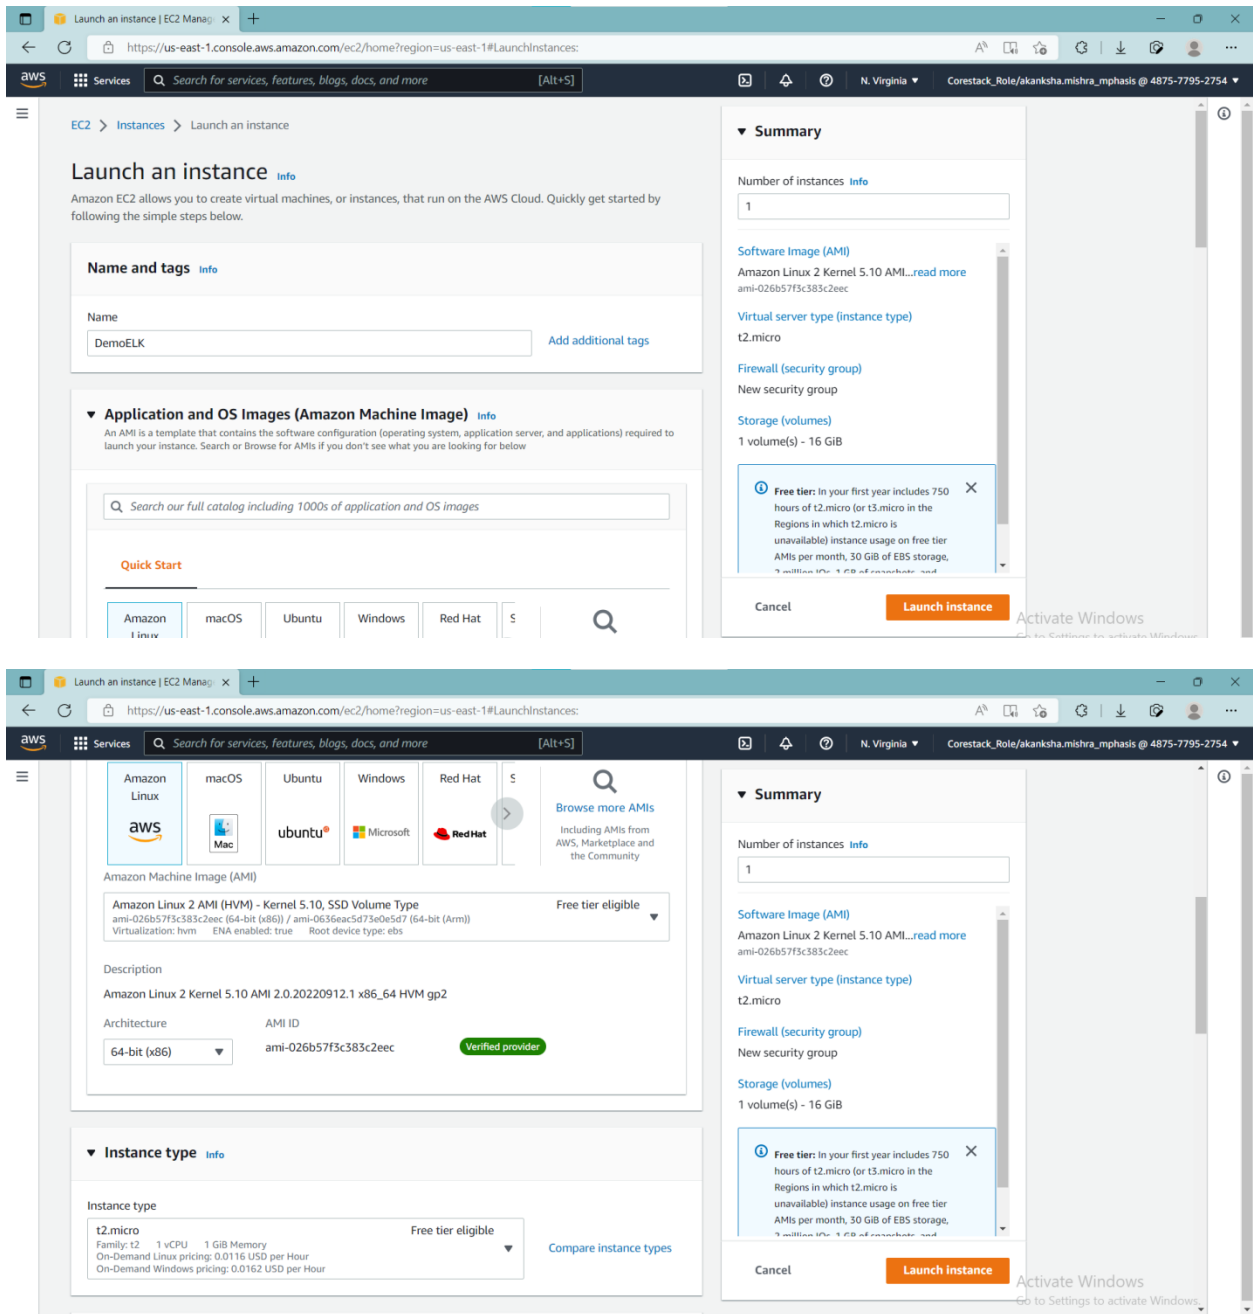 Launch an instance | EC2 Manag
https://us-east-1.console.aws.amazon.com/ec2/home?region=us-east-1#LaunchInstances:
aws
Services
Search for services, features, blogs, docs, and more
[Alt+S]
N. Virginia
Corestack_Role/akanksha.mishra_mphasis @ 4875-7795-2754
EC2 > Instances > Launch an instance
Launch an instance Info
Amazon EC2 allows you to create virtual machines, or instances, that run on the AWS Cloud. Quickly get started by
following the simple steps below.
Name and tags Info
Name
DemoELK
Add additional tags
Application and OS Images (Amazon Machine Image) Info
An AMI is a template that contains the software configuration (operating system, application server, and applications) required to
launch your instance. Search or Browse for AMIs if you don't see what you are looking for below
Search our full catalog including 1000s of application and OS images
Quick Start
Amazon
Linux
macOS
Ubuntu
Windows
Red Hat
S
Summary
Number of instances Info
1
Software Image (AMI)
Amazon Linux 2 Kernel 5.10 AMI...read more
ami-026b57f3c383c2eec
Virtual server type (instance type)
t2.micro
Firewall (security group)
New security group
Storage (volumes)
1 volume(s) - 16 GiB
Free tier: In your first year includes 750
hours of t2.micro (or t3.micro in the
Regions in which t2.micro is
unavailable) instance usage on free tier
AMIs per month, 30 GiB of EBS storage,
2 million IOs, 1 GB of snapshots, and
Cancel
Launch instance
Activate Windows
Go to Settings to activate Windows.
Launch an instance | EC2 Manag
https://us-east-1.console.aws.amazon.com/ec2/home?region=us-east-1#LaunchInstances:
aws
Services
Search for services, features, blogs, docs, and more
[Alt+S]
N. Virginia
Corestack_Role/akanksha.mishra_mphasis @ 4875-7795-2754
Amazon
Linux
aws
macOS
Mac
Ubuntu
ubuntu®
Windows
Microsoft
Red Hat
Red Hat
S
Browse more AMIs
Including AMIs from
AWS, Marketplace and
the Community
Amazon Machine Image (AMI)
Amazon Linux 2 AMI (HVM) - Kernel 5.10, SSD Volume Type
Free tier eligible
ami-026b57f3c383c2eec (64-bit (x86)) / ami-0636eac5d73e0e5d7 (64-bit (Arm))
Virtualization: hvm ENA enabled: true Root device type: ebs
Description
Amazon Linux 2 Kernel 5.10 AMI 2.0.20220912.1 x86_64 HVM gp2
Architecture
AMI ID
64-bit (x86)
ami-026b57f3c383c2eec
Verified provider
Instance type Info
Instance type
t2.micro
Free tier eligible
Family: t2 1 vCPU 1 GiB Memory
On-Demand Linux pricing: 0.0116 USD per Hour
On-Demand Windows pricing: 0.0162 USD per Hour
Compare instance types
Summary
Number of instances Info
1
Software Image (AMI)
Amazon Linux 2 Kernel 5.10 AMI...read more
ami-026b57f3c383c2eec
Virtual server type (instance type)
t2.micro
Firewall (security group)
New security group
Storage (volumes)
1 volume(s) - 16 GiB
Free tier: In your first year includes 750
hours of t2.micro (or t3.micro in the
Regions in which t2.micro is
unavailable) instance usage on free tier
AMIs per month, 30 GiB of EBS storage,
2 million IOs, 1 GB of snapshots, and
Cancel
Launch instance
Activate Windows
Go to Settings to activate Windows.